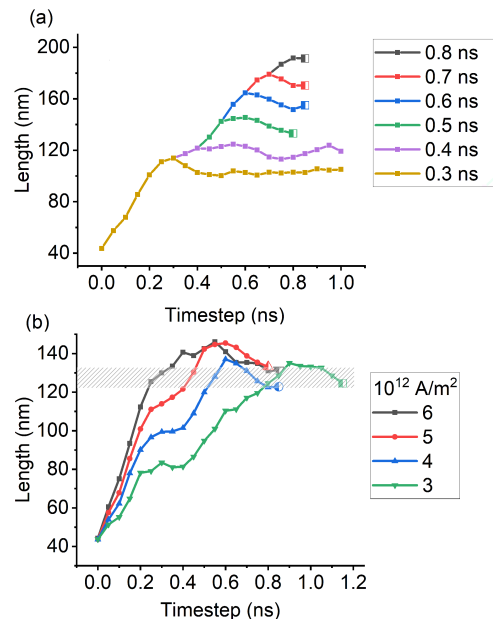 (a)
200
160
120
80
40
Length (nm)
0.0 0.2 0.4 0.6 0.8 1.0
Timestep (ns)
0.8 ns
0.7 ns
0.6 ns
0.5 ns
0.4 ns
0.3 ns
(b)
140
120
100
80
60
40
Length (nm)
0.0 0.2 0.4 0.6 0.8 1.0 1.2
Timestep (ns)
10¹² A/m²
6
5
4
3